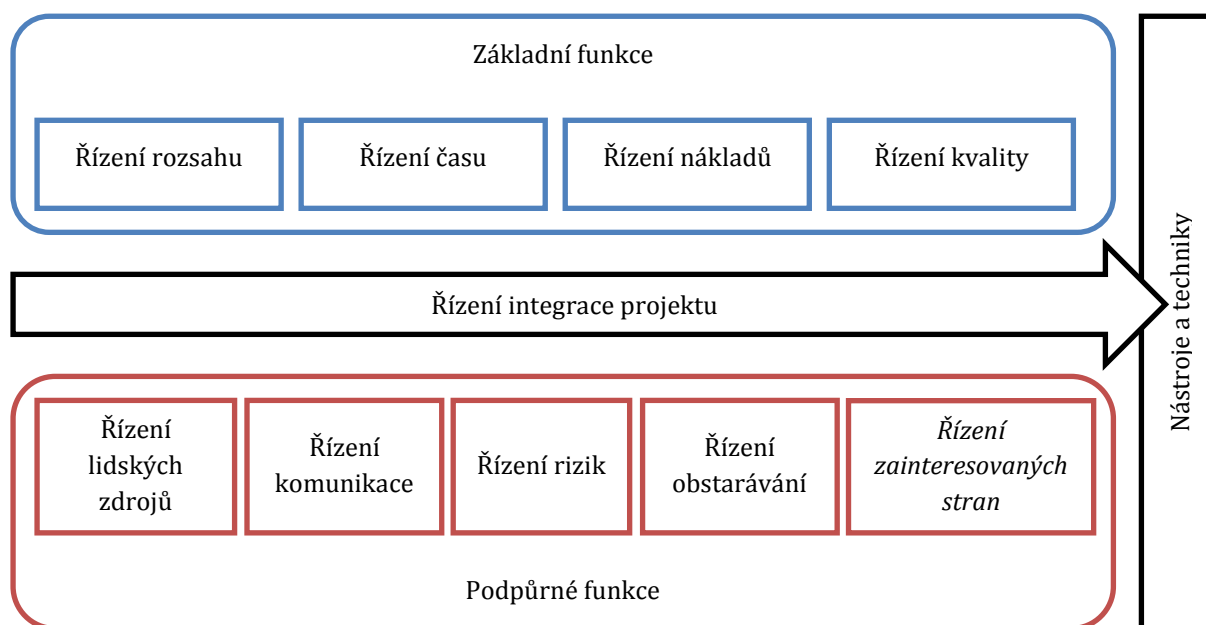 Základní funkce
Řízení rozsahu
Řízení času
Řízení nákladů
Řízení kvality
Řízení integrace projektu
Řízení
lidských
zdrojů
Řízení
komunikace
Řízení rizik
Řízení
obstarávání
Řízení
zainteresovaných
stran
Podpůrné funkce
Nástroje a techniky